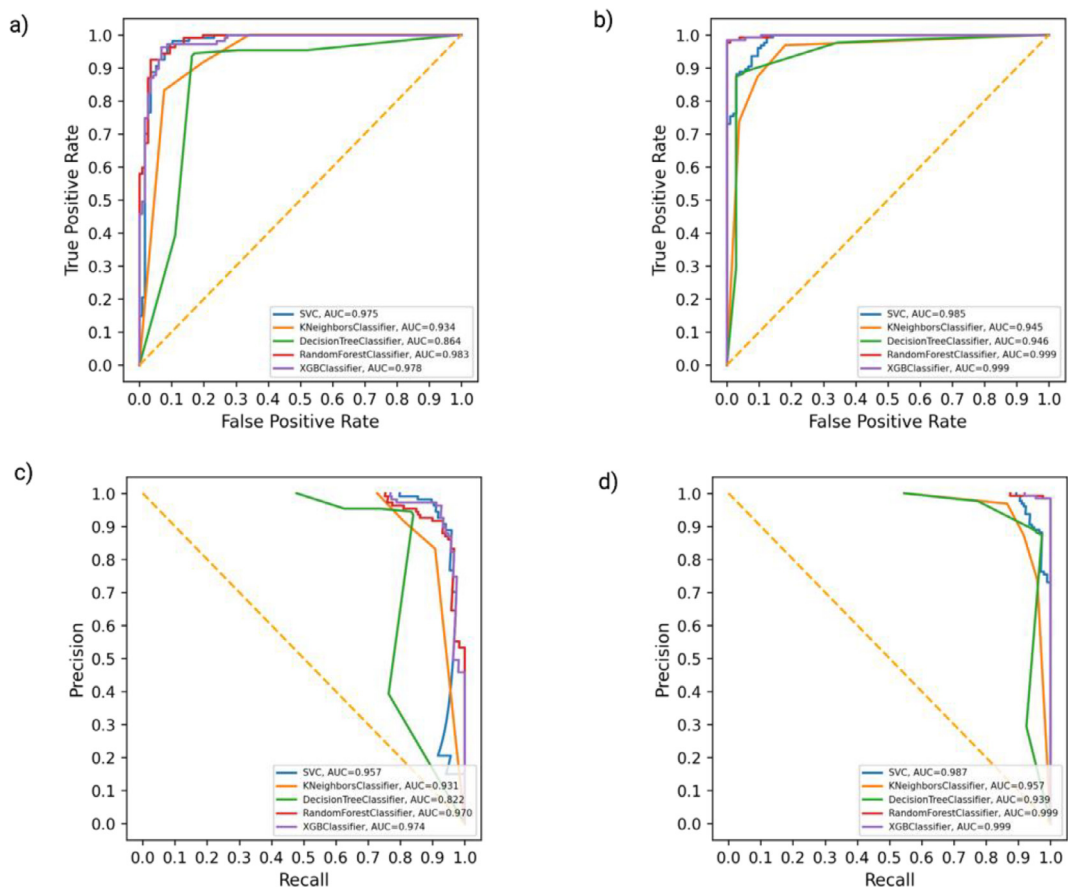 a)
True Positive Rate
1.0
0.9
0.8
0.7
0.6
0.5
0.4
0.3
0.2
0.1
0.0
SVC, AUC=0.975
KNeighborsClassifier, AUC=0.934
DecisionTreeClassifier, AUC=0.864
RandomForestClassifier, AUC=0.983
XGBClassifier, AUC=0.978
0.0 0.1 0.2 0.3 0.4 0.5 0.6 0.7 0.8 0.9 1.0
False Positive Rate
b)
True Positive Rate
1.0
0.9
0.8
0.7
0.6
0.5
0.4
0.3
0.2
0.1
0.0
SVC, AUC=0.985
KNeighborsClassifier, AUC=0.945
DecisionTreeClassifier, AUC=0.946
RandomForestClassifier, AUC=0.999
XGBClassifier, AUC=0.999
0.0 0.1 0.2 0.3 0.4 0.5 0.6 0.7 0.8 0.9 1.0
False Positive Rate
c)
Precision
1.0
0.9
0.8
0.7
0.6
0.5
0.4
0.3
0.2
0.1
0.0
SVC, AUC=0.957
KNeighborsClassifier, AUC=0.931
DecisionTreeClassifier, AUC=0.822
RandomForestClassifier, AUC=0.970
XGBClassifier, AUC=0.974
0.0 0.1 0.2 0.3 0.4 0.5 0.6 0.7 0.8 0.9 1.0
Recall
d)
Precision
1.0
0.9
0.8
0.7
0.6
0.5
0.4
0.3
0.2
0.1
0.0
SVC, AUC=0.987
KNeighborsClassifier, AUC=0.957
DecisionTreeClassifier, AUC=0.939
RandomForestClassifier, AUC=0.999
XGBClassifier, AUC=0.999
0.0 0.1 0.2 0.3 0.4 0.5 0.6 0.7 0.8 0.9 1.0
Recall